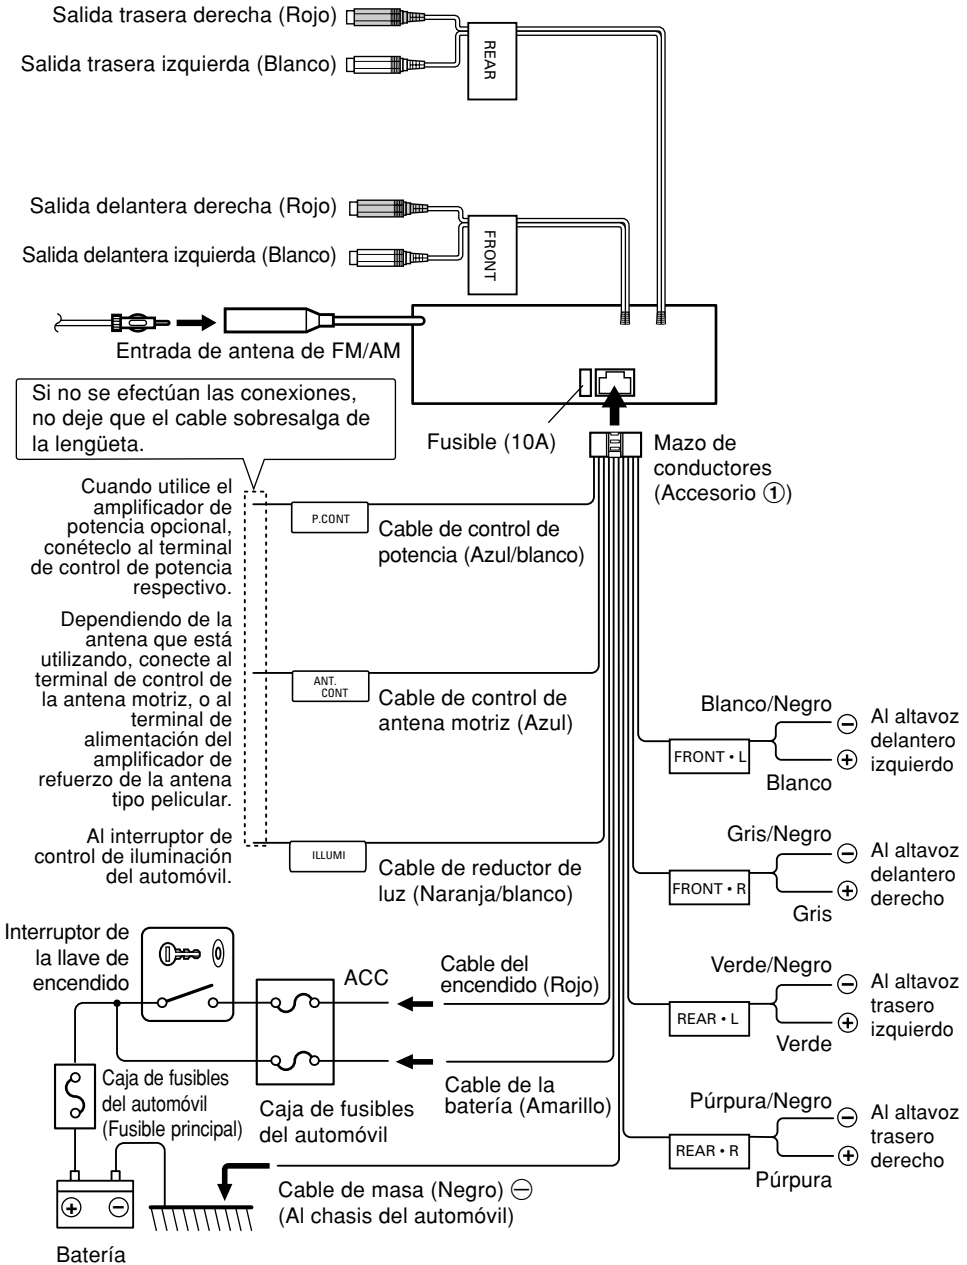 Salida trasera derecha (Rojo)
Salida trasera izquierda (Blanco)
REAR
Salida delantera derecha (Rojo)
Salida delantera izquierda (Blanco)
FRONT
Entrada de antena de FM/AM
Si no se efectúan las conexiones,
no deje que el cable sobresalga de
la lengüeta.
Fusible (10A)
Mazo de
conductores
(Accesorio ①)
Cuando utilice el
amplificador de
potencia opcional,
conéteclo al terminal
de control de potencia
respectivo.
P.CONT
Cable de control de
potencia (Azul/blanco)
Dependiendo de la
antena que está
utilizando, conecte al
terminal de control de
la antena motriz, o al
terminal de
alimentación del
amplificador de
refuerzo de la antena
tipo pelicular.
ANT.
CONT
Cable de control de
antena motriz (Azul)
Al interruptor de
control de iluminación
del automóvil.
ILLUMI
Cable de reductor de
luz (Naranja/blanco)
Blanco/Negro
FRONT • L
Blanco
⊖
⊕
Al altavoz
delantero
izquierdo
Gris/Negro
FRONT • R
Gris
⊖
⊕
Al altavoz
delantero
derecho
Verde/Negro
REAR • L
Verde
⊖
⊕
Al altavoz
trasero
izquierdo
Púrpura/Negro
REAR • R
Púrpura
⊖
⊕
Al altavoz
trasero
derecho
Interruptor de
la llave de
encendido
ACC
Cable del
encendido (Rojo)
Cable de la
batería (Amarillo)
Caja de fusibles
del automóvil
(Fusible principal)
Caja de fusibles
del automóvil
Cable de masa (Negro) ⊖
(Al chasis del automóvil)
⊕ ⊖
Batería